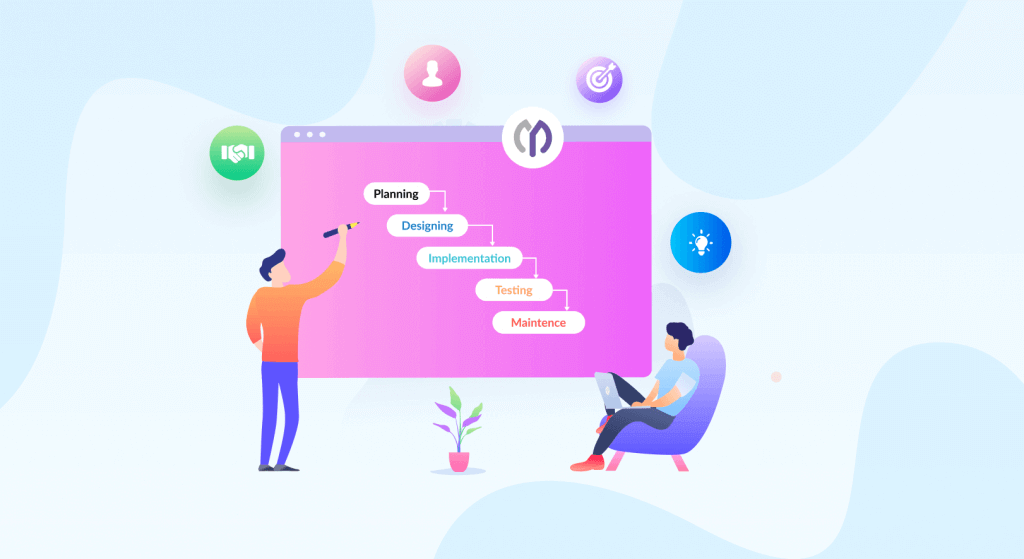 Planning
Designing
Implementation
Testing
Maintence